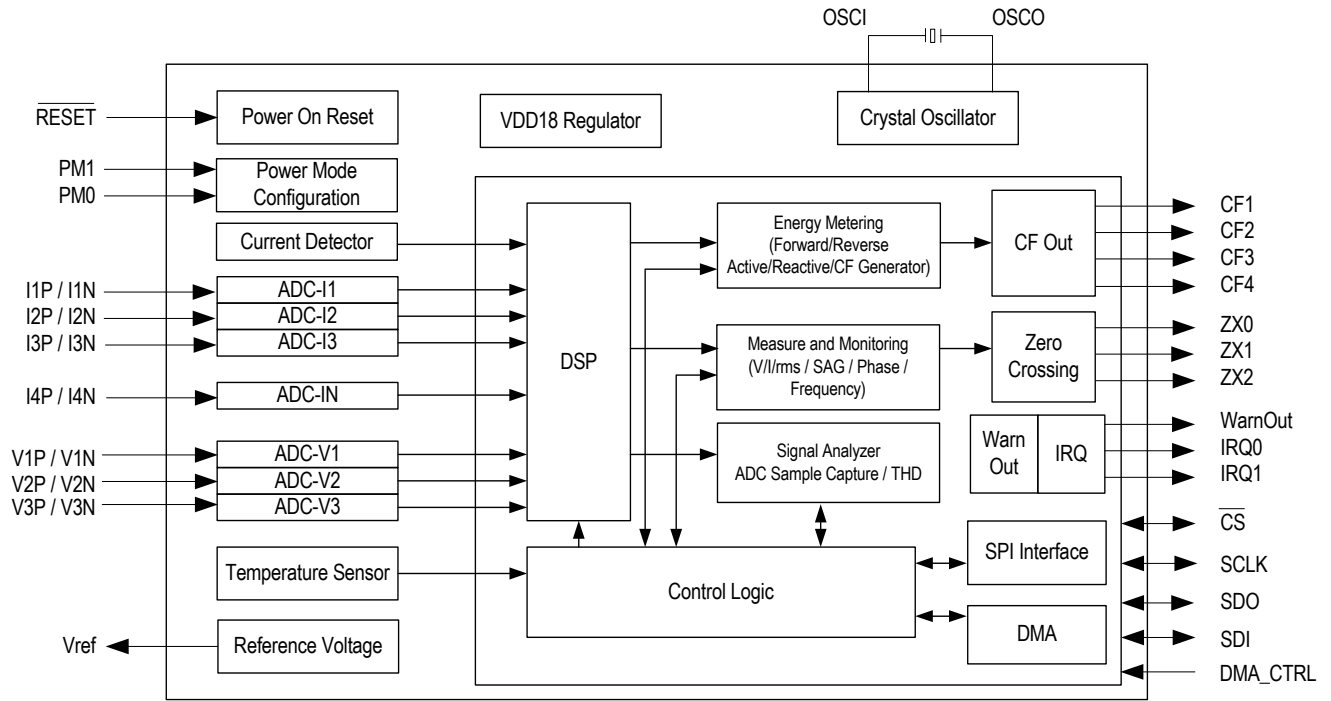 OSCI
OSCO
RESET
Power On Reset
VDD18 Regulator
Crystal Oscillator
PM1
PM0
Power Mode
Configuration
Current Detector
I1P / I1N
ADC-I1
I2P / I2N
ADC-I2
I3P / I3N
ADC-I3
I4P / I4N
ADC-IN
V1P / V1N
ADC-V1
V2P / V2N
ADC-V2
V3P / V3N
ADC-V3
Temperature Sensor
Vref
Reference Voltage
DSP
Energy Metering
(Forward/Reverse
Active/Reactive/CF Generator)
CF Out
CF1
CF2
CF3
CF4
Measure and Monitoring
(V/I/rms / SAG / Phase /
Frequency)
Zero
Crossing
ZX0
ZX1
ZX2
Signal Analyzer
ADC Sample Capture / THD
Warn
Out
IRQ
WarnOut
IRQ0
IRQ1
Control Logic
SPI Interface
DMA
CS
SCLK
SDO
SDI
DMA_CTRL